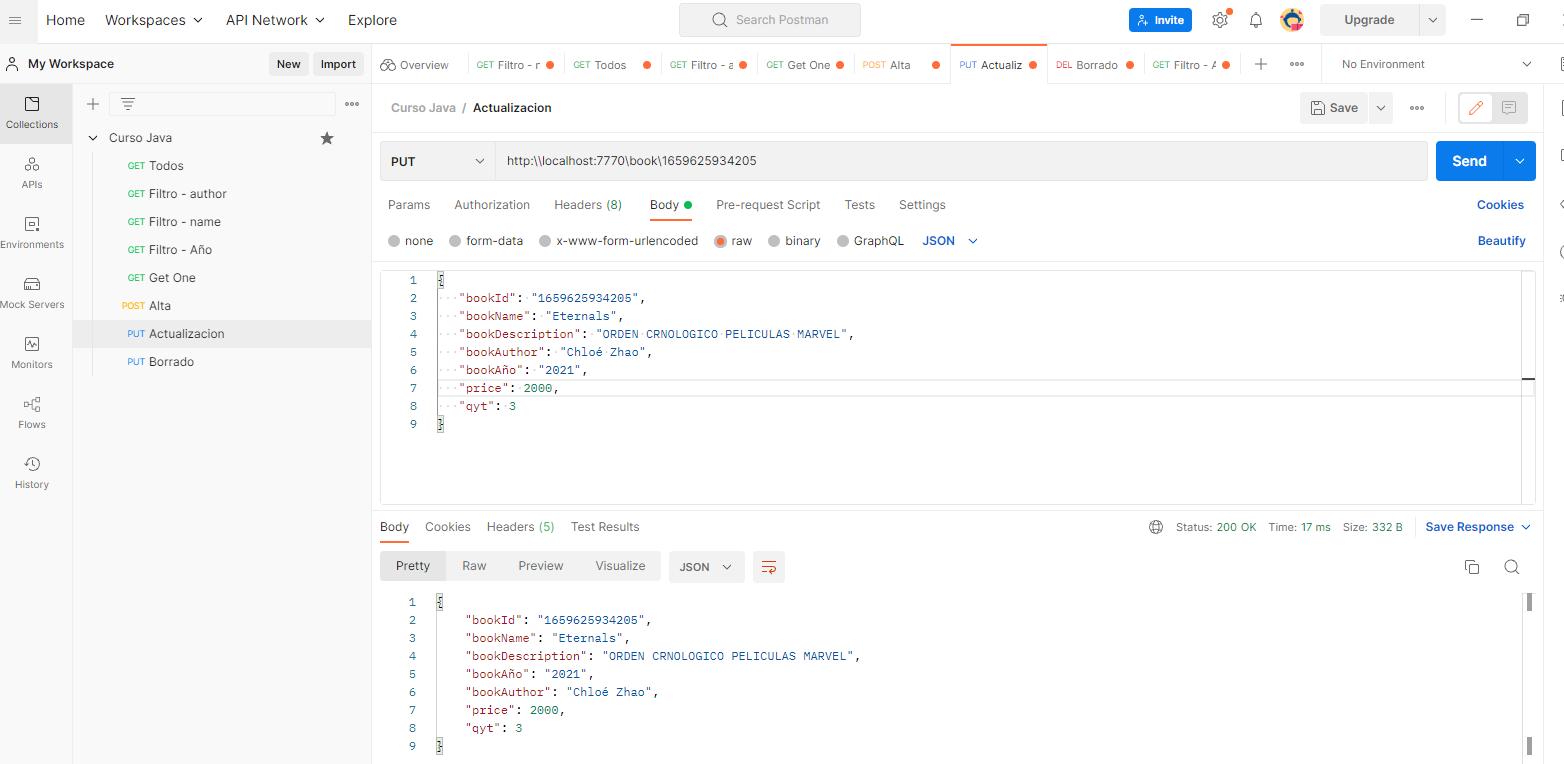 Home Workspaces API Network Explore Search Postman Invite Upgrade
My Workspace New Import
Overview GET Filtro - n GET Todos GET Filtro - a GET Get One POST Alta PUT Actualiz DEL Borrado GET Filtro - A No Environment
Collections
APIs
Environments
Mock Servers
Monitors
Flows
History
Curso Java
GET Todos
GET Filtro - author
GET Filtro - name
GET Filtro - Año
GET Get One
POST Alta
PUT Actualizacion
PUT Borrado
Curso Java / Actualizacion Save
PUT http:\\localhost:7770\book\1659625934205 Send
Params Authorization Headers (8) Body Pre-request Script Tests Settings Cookies
none form-data x-www-form-urlencoded raw binary GraphQL JSON Beautify
1 {
2 "bookId": "1659625934205",
3 "bookName": "Eternals",
4 "bookDescription": "ORDEN CRNOLOGICO PELICULAS MARVEL",
5 "bookAuthor": "Chloé Zhao",
6 "bookAño": "2021",
7 "price": 2000,
8 "qyt": 3
9 }
Body Cookies Headers (5) Test Results Status: 200 OK Time: 17 ms Size: 332 B Save Response
Pretty Raw Preview Visualize JSON
1 {
2 "bookId": "1659625934205",
3 "bookName": "Eternals",
4 "bookDescription": "ORDEN CRNOLOGICO PELICULAS MARVEL",
5 "bookAño": "2021",
6 "bookAuthor": "Chloé Zhao",
7 "price": 2000,
8 "qyt": 3
9 }